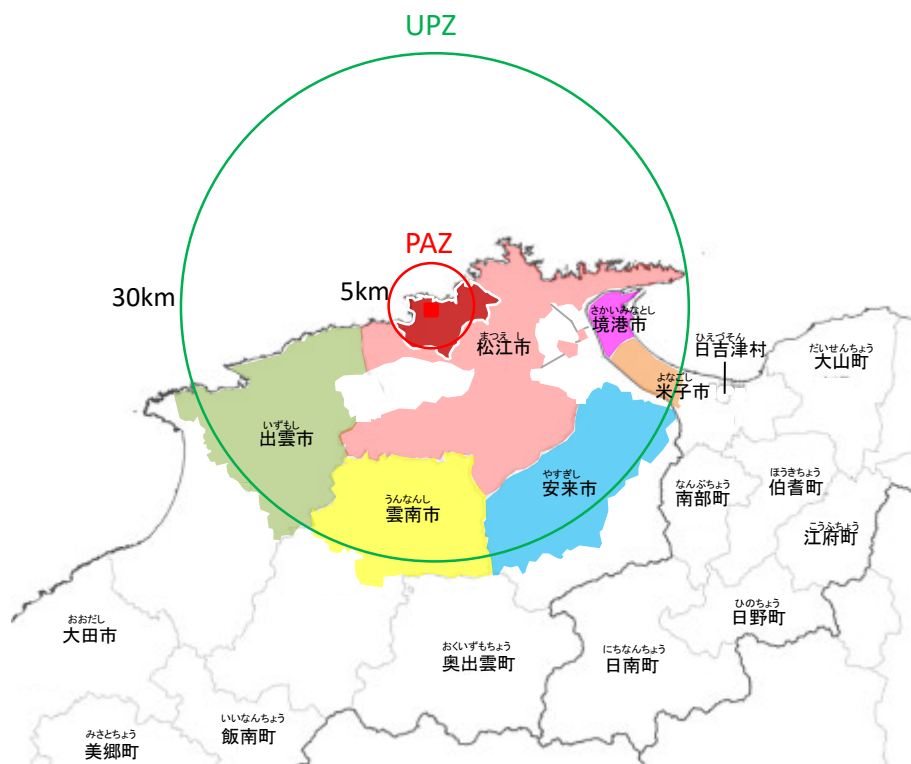 UPZ
PAZ
30km
5km
さかいみなとし
境港市
まつえ し
松江市
ひえづそん
日吉津村
だいせんちょう
大山町
よなごし
米子市
いずもし
出雲市
やすぎし
安来市
なんぶちょう
南部町
ほうきちょう
伯耆町
うんなんし
雲南市
こうふちょう
江府町
おおだし
大田市
ひのちょう
日野町
おくいずもちょう
奥出雲町
にちなんちょう
日南町
みさとちょう
美郷町
いいなんちょう
飯南町